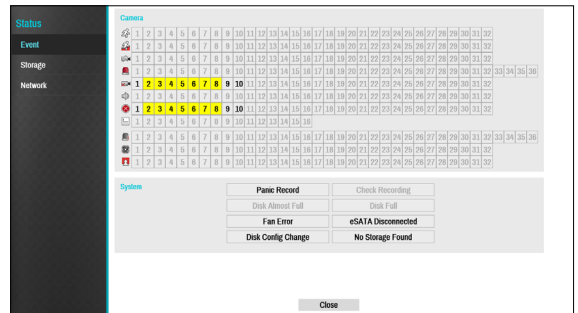 Status
Event
Storage
Network
Camera
1 2 3 4 5 6 7 8 9 10 11 12 13 14 15 16 17 18 19 20 21 22 23 24 25 26 27 28 29 30 31 32
1 2 3 4 5 6 7 8 9 10 11 12 13 14 15 16 17 18 19 20 21 22 23 24 25 26 27 28 29 30 31 32
1 2 3 4 5 6 7 8 9 10 11 12 13 14 15 16 17 18 19 20 21 22 23 24 25 26 27 28 29 30 31 32
1 2 3 4 5 6 7 8 9 10 11 12 13 14 15 16 17 18 19 20 21 22 23 24 25 26 27 28 29 30 31 32 33 34 35 36
1 2 3 4 5 6 7 8 9 10 11 12 13 14 15 16 17 18 19 20 21 22 23 24 25 26 27 28 29 30 31 32
1 2 3 4 5 6 7 8 9 10 11 12 13 14 15 16 17 18 19 20 21 22 23 24 25 26 27 28 29 30 31 32
1 2 3 4 5 6 7 8 9 10 11 12 13 14 15 16 17 18 19 20 21 22 23 24 25 26 27 28 29 30 31 32
1 2 3 4 5 6 7 8 9 10 11 12 13 14 15 16
1 2 3 4 5 6 7 8 9 10 11 12 13 14 15 16 17 18 19 20 21 22 23 24 25 26 27 28 29 30 31 32 33 34 35 36
1 2 3 4 5 6 7 8 9 10 11 12 13 14 15 16 17 18 19 20 21 22 23 24 25 26 27 28 29 30 31 32
1 2 3 4 5 6 7 8 9 10 11 12 13 14 15 16 17 18 19 20 21 22 23 24 25 26 27 28 29 30 31 32
System
Panic Record Check Recording
Disk Almost Full Disk Full
Fan Error eSATA Disconnected
Disk Config Change No Storage Found
Close